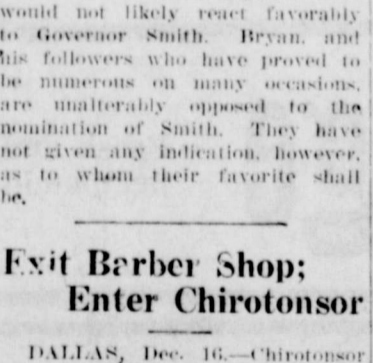 would not likely react favorably
to Governor Smith. Bryan, and
his followers who have proved to
be numerous on many occasions,
are unalterably opposed to the
nomination of Smith. They have
not given any indication, however,
as to whom their favorite shall
be.
Exit Barber Shop;
Enter Chirotonsor
DALLAS, Dec. 16.—Chirotonsor